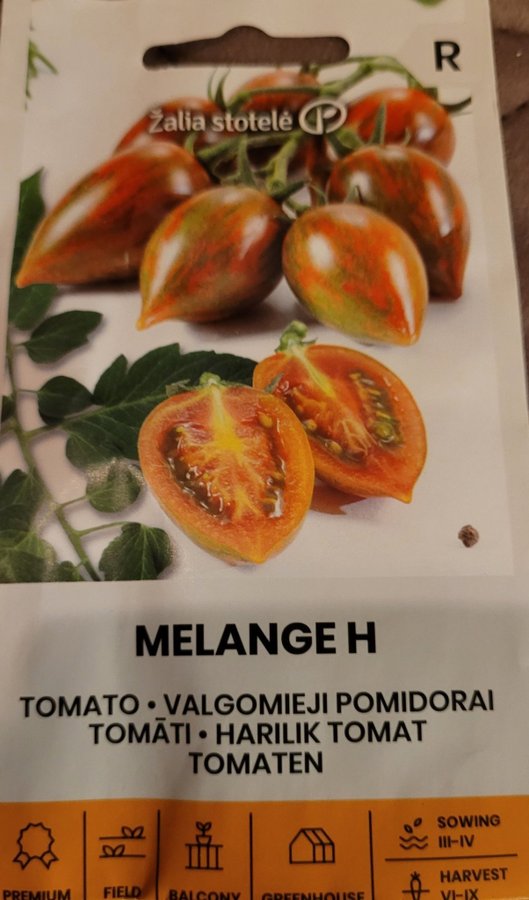 R
Žalia stotelė
MELANGE H
TOMATO • VALGOMIEJI POMIDORAI
TOMĀTI • HARILIK TOMAT
TOMATEN
SOWING
III–IV
PREMIUM
FIELD
BALCONY
GREENHOUSE
HARVEST
VI–IX